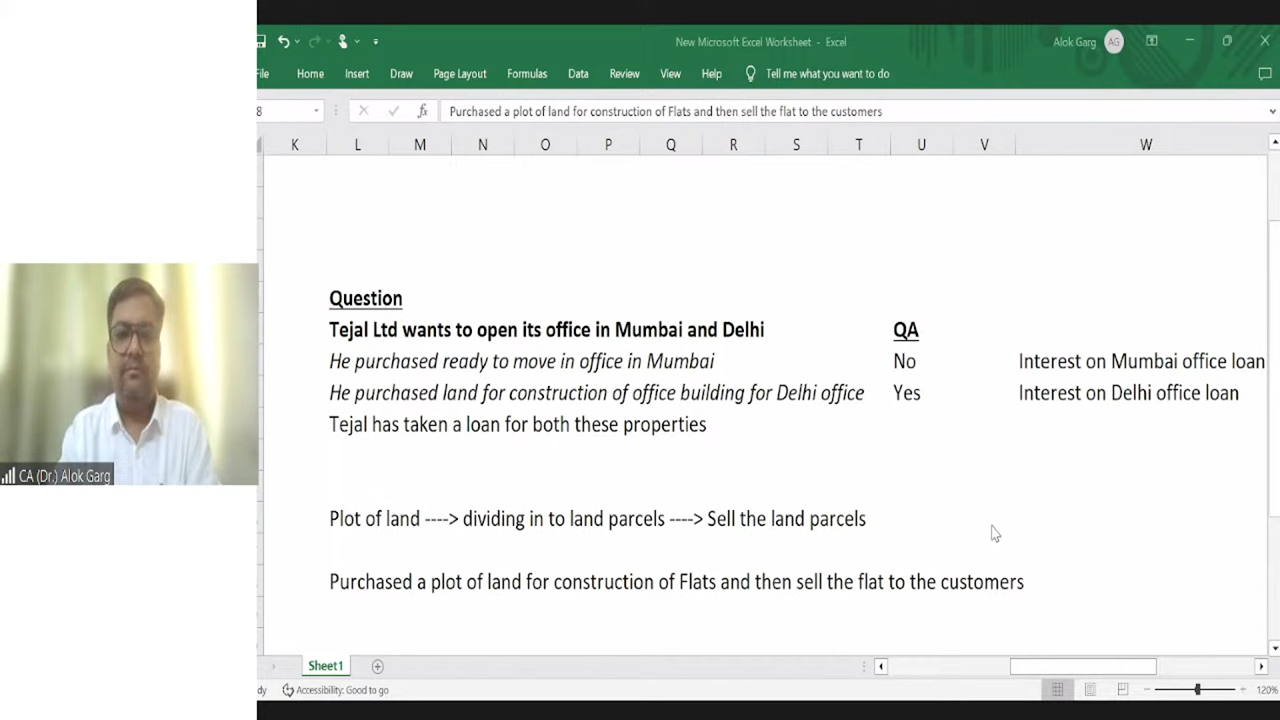 New Microsoft Excel Worksheet - Excel
Alok Garg AG
File Home Insert Draw Page Layout Formulas Data Review View Help Tell me what you want to do
8 fx Purchased a plot of land for construction of Flats and then sell the flat to the customers
K L M N O P Q R S T U V W
Question
Tejal Ltd wants to open its office in Mumbai and Delhi QA
He purchased ready to move in office in Mumbai No Interest on Mumbai office loan
He purchased land for construction of office building for Delhi office Yes Interest on Delhi office loan
Tejal has taken a loan for both these properties
CA (Dr.) Alok Garg
Plot of land ----> dividing in to land parcels ----> Sell the land parcels
Purchased a plot of land for construction of Flats and then sell the flat to the customers
Sheet1
dy Accessibility: Good to go 120%